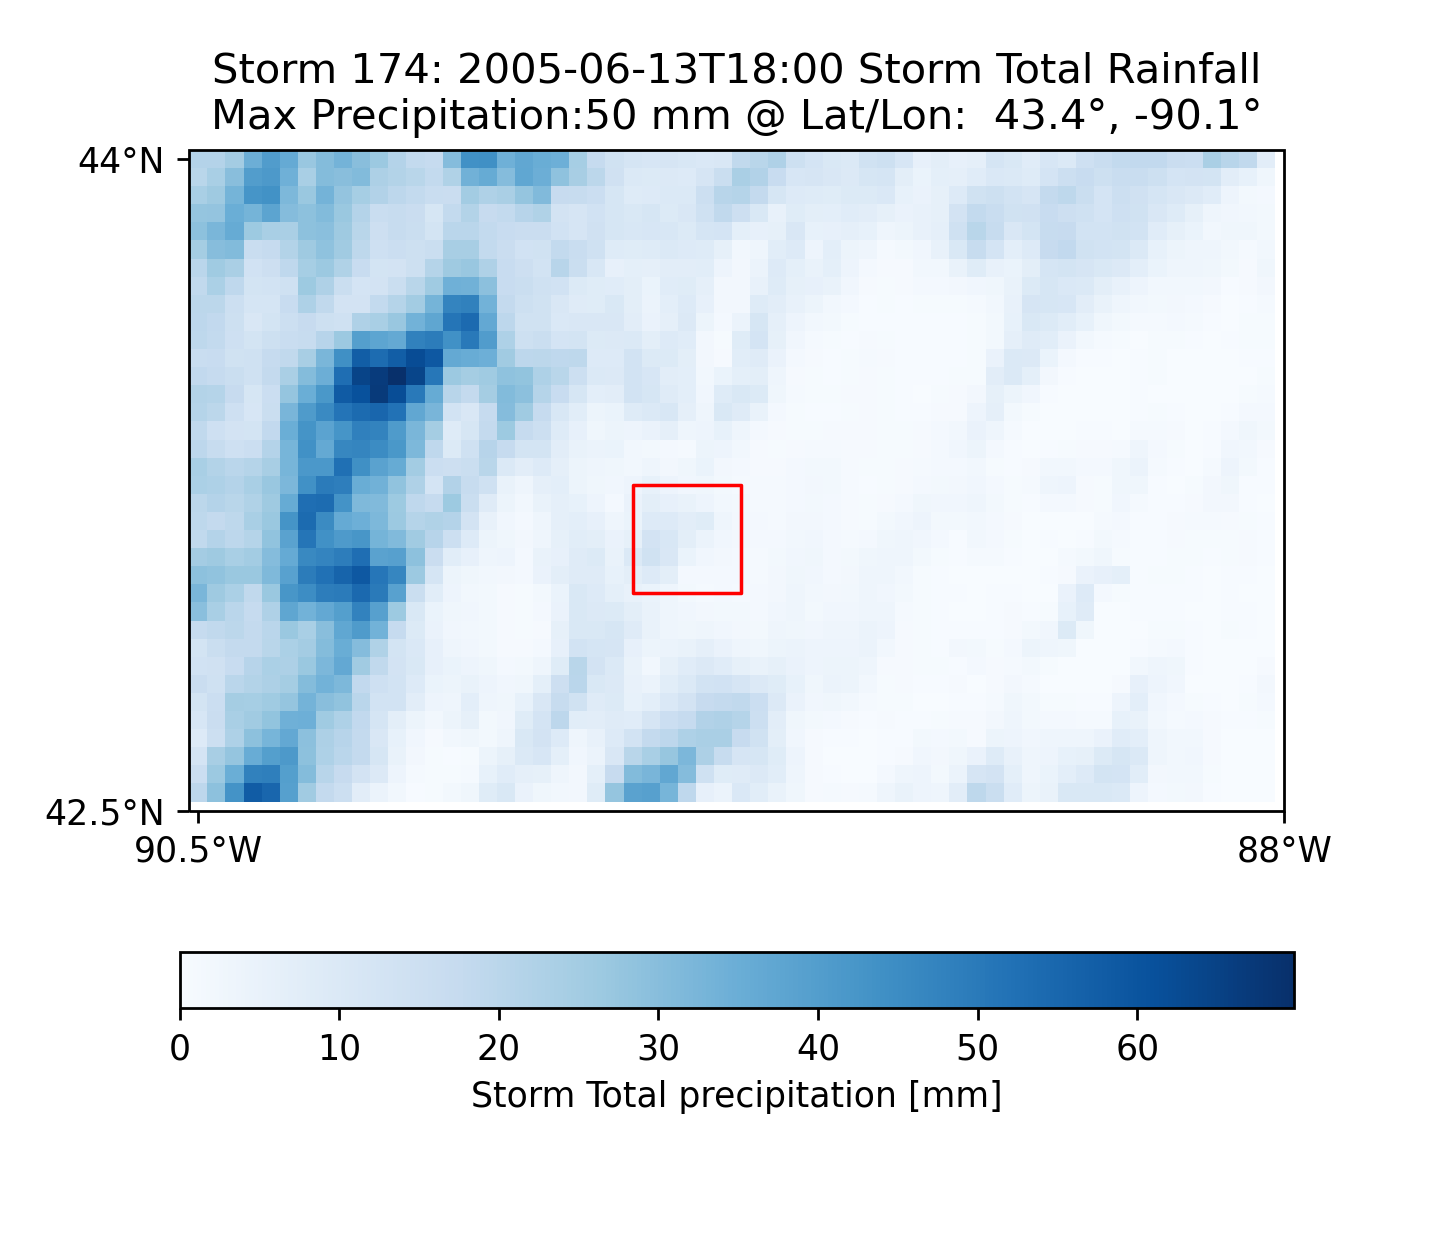 Storm 174: 2005-06-13T18:00 Storm Total Rainfall
Max Precipitation:50 mm @ Lat/Lon:  43.4°, -90.1°
44°N
42.5°N
90.5°W 88°W
0 10 20 30 40 50 60
Storm Total precipitation [mm]